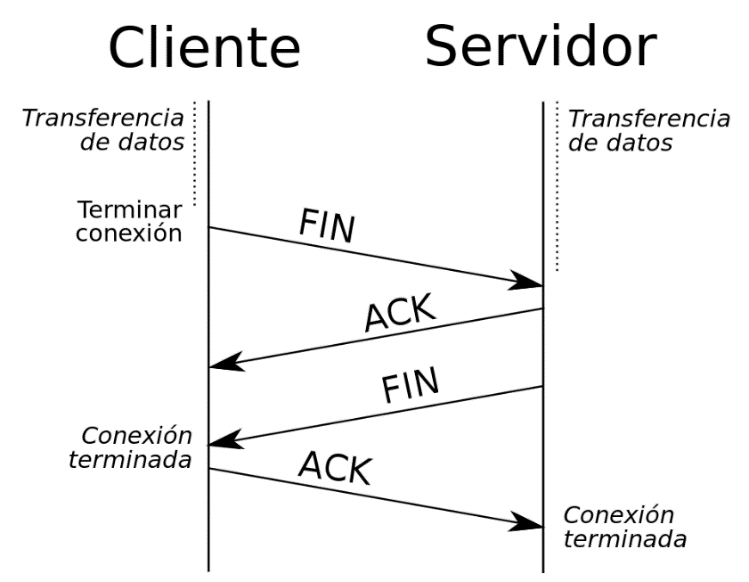 Cliente
Servidor
Transferencia
de datos
Transferencia
de datos
Terminar
conexión
FIN
ACK
FIN
Conexión
terminada
ACK
Conexión
terminada